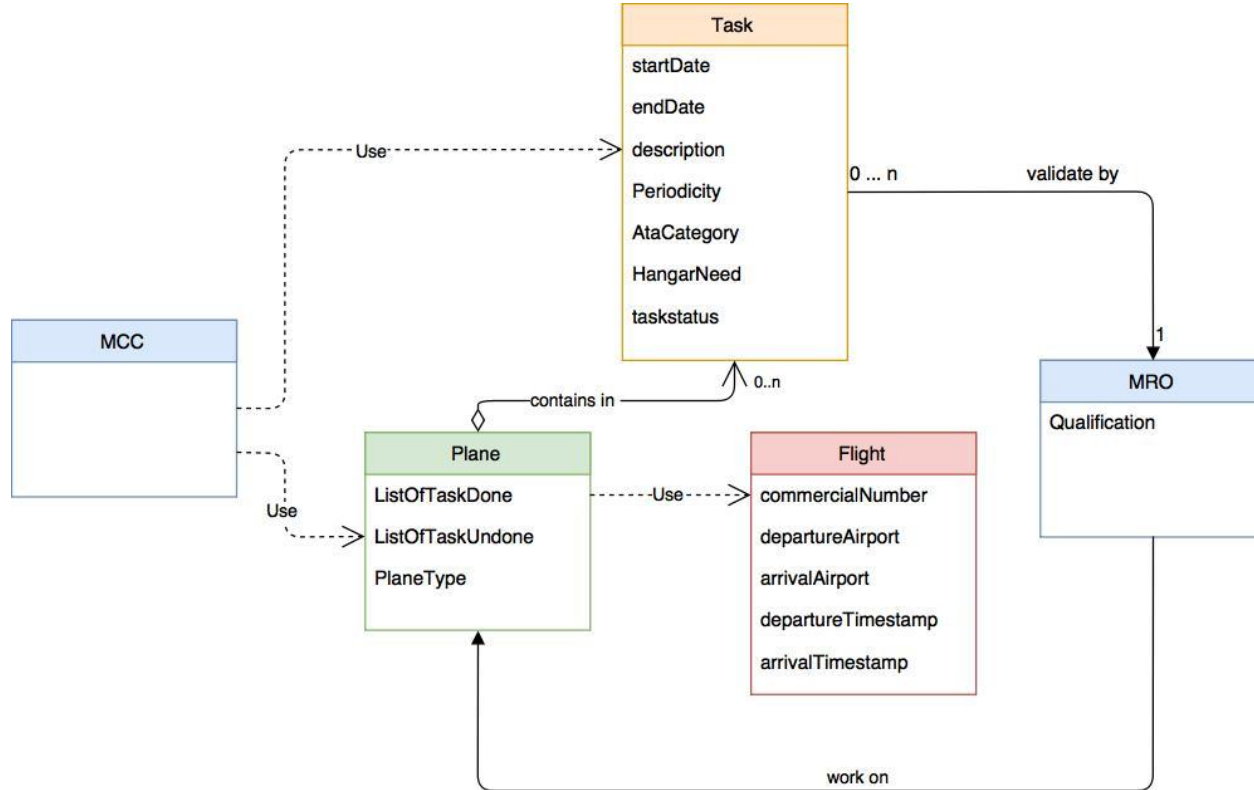 Task
startDate
endDate
description
Periodicity
AtaCategory
HangarNeed
taskstatus
Use
0 ... n
validate by
1
MCC
Use
MRO
Qualification
contains in
0..n
Plane
ListOfTaskDone
ListOfTaskUndone
PlaneType
Use
Flight
commercialNumber
departureAirport
arrivalAirport
departureTimestamp
arrivalTimestamp
work on